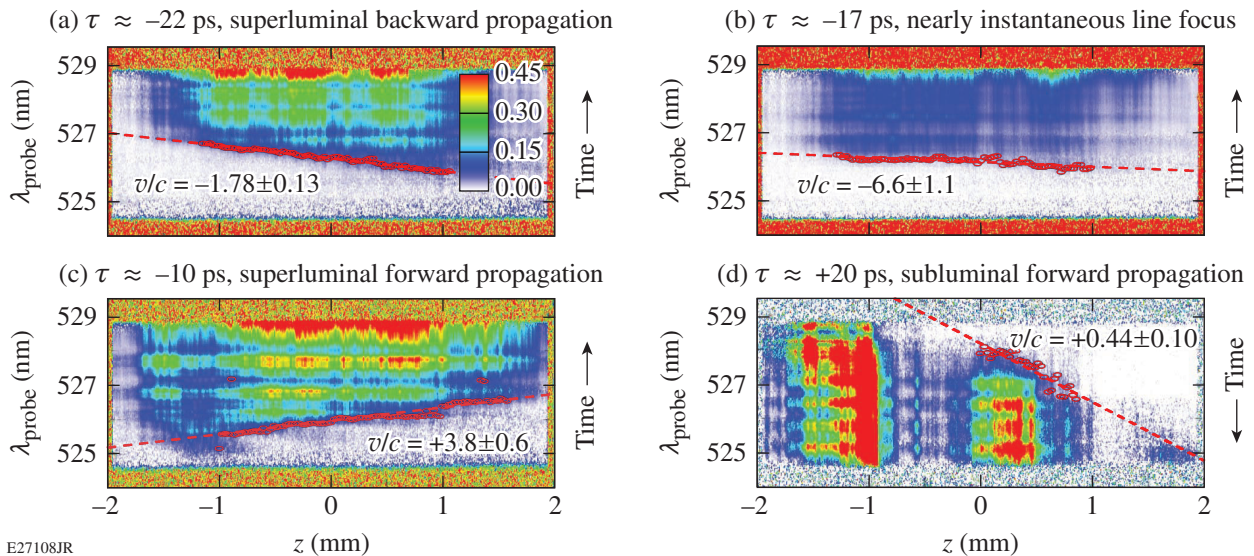 (a) τ ≈ –22 ps, superluminal backward propagation
(b) τ ≈ –17 ps, nearly instantaneous line focus
529
527
525
λprobe (nm)
0.45
0.30
0.15
0.00
v/c = –1.78±0.13
Time
529
527
525
λprobe (nm)
v/c = –6.6±1.1
Time
(c) τ ≈ –10 ps, superluminal forward propagation
(d) τ ≈ +20 ps, subluminal forward propagation
529
527
525
λprobe (nm)
v/c = +3.8±0.6
Time
529
527
525
λprobe (nm)
v/c = +0.44±0.10
Time
–2 –1 0 1 2
z (mm)
–2 –1 0 1 2
z (mm)
E27108JR